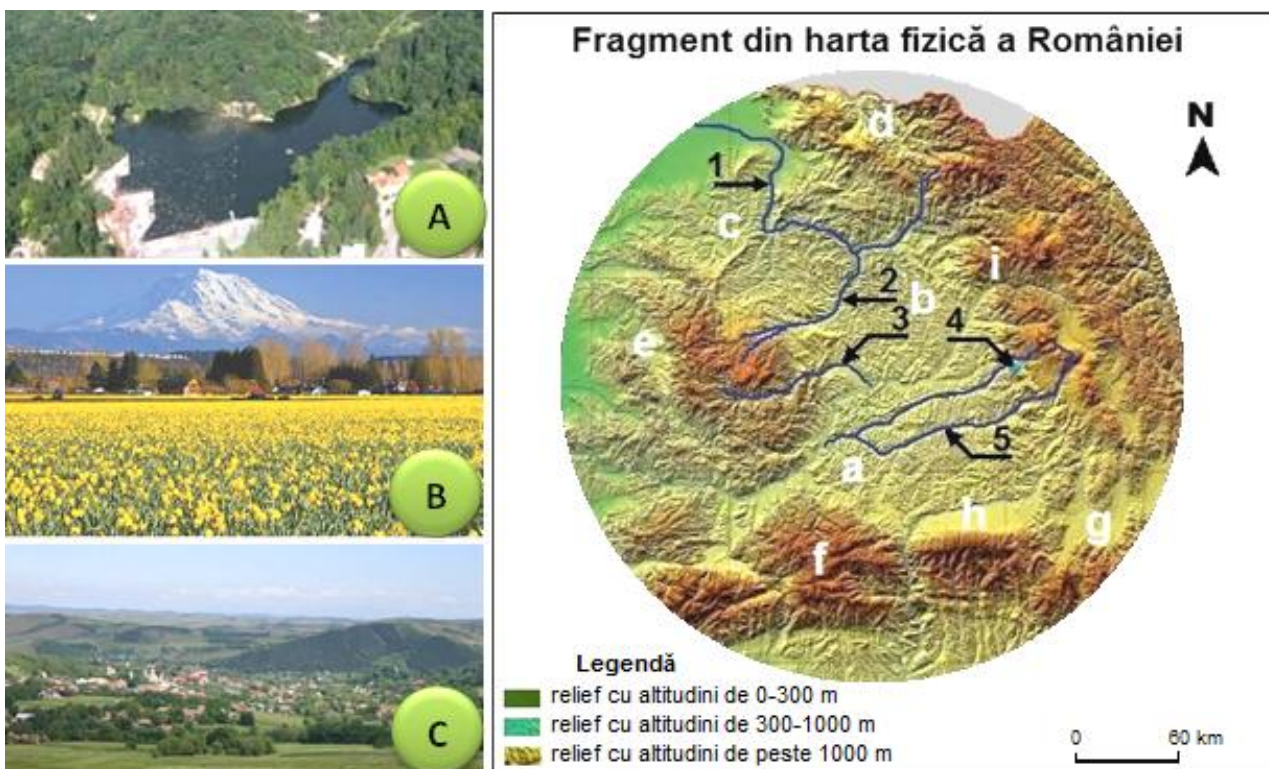 A
B
C
Fragment din harta fizică a României
N
d
1
c
i
2
b
3
4
e
5
a
h
g
f
Legendă
relief cu altitudini de 0-300 m
relief cu altitudini de 300-1000 m
relief cu altitudini de peste 1000 m
0 60 km